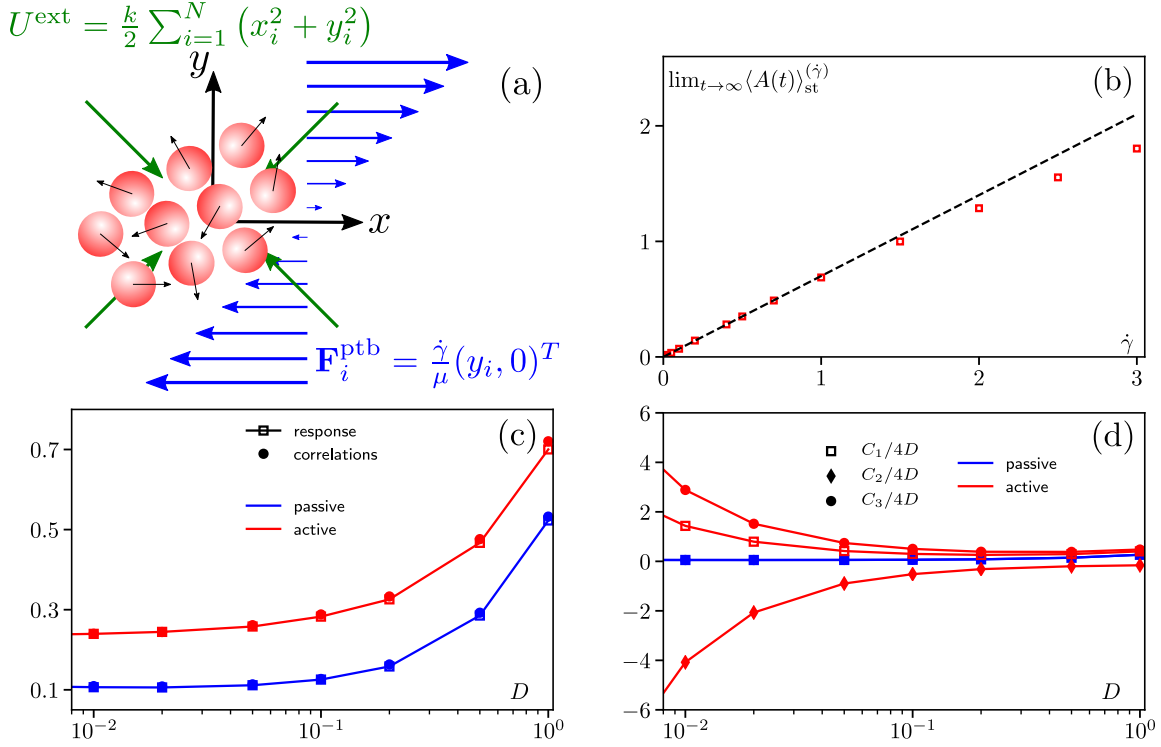 U^ext = k/2 ∑_{i=1}^{N} (x_i^2 + y_i^2)
y
(a)
x
F_i^ptb = γ̇/μ (y_i, 0)^T
lim_{t→∞}⟨A(t)⟩_st^(γ̇)
(b)
2
1
0
0
1
2
3
γ̇
(c)
response
correlations
passive
active
0.7
0.5
0.3
0.1
D
10^−2
10^−1
10^0
(d)
C_1/4D
C_2/4D
C_3/4D
passive
active
6
4
2
0
−2
−4
−6
D
10^−2
10^−1
10^0